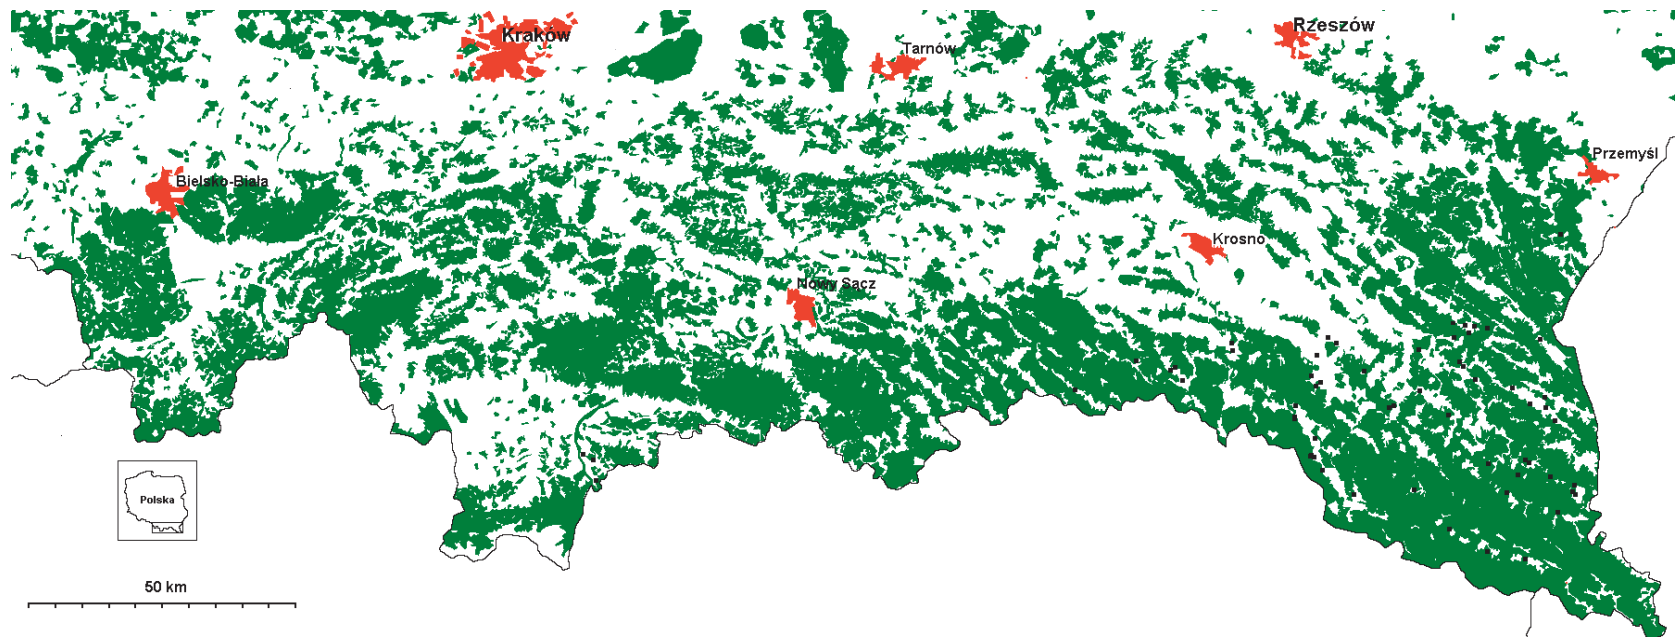 Kraków
Rzeszów
Tarnów
Przemyśl
Bielsko-Biała
Krosno
Nowy Sącz
Polska
50 km